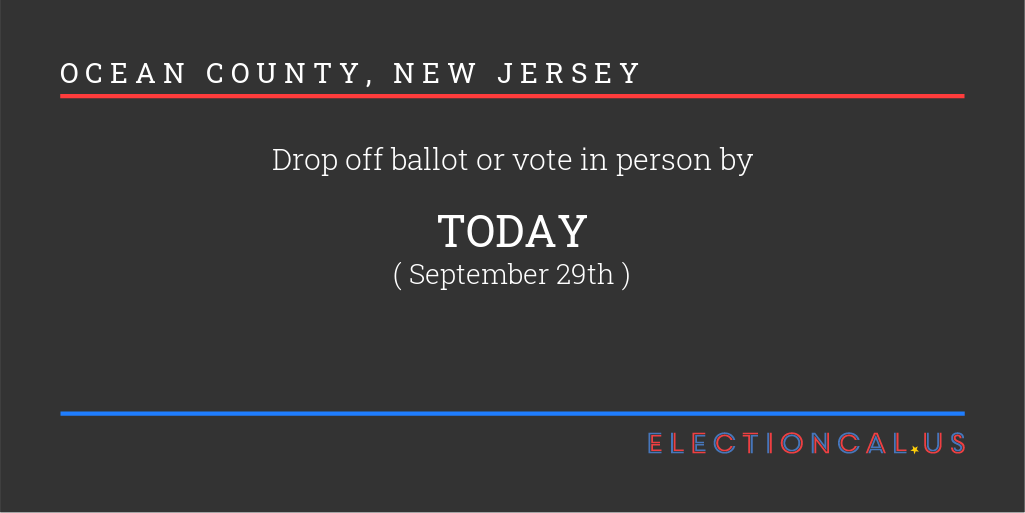 OCEAN COUNTY, NEW JERSEY
Drop off ballot or vote in person by
TODAY
( September 29th )
ELECTIONCAL.US